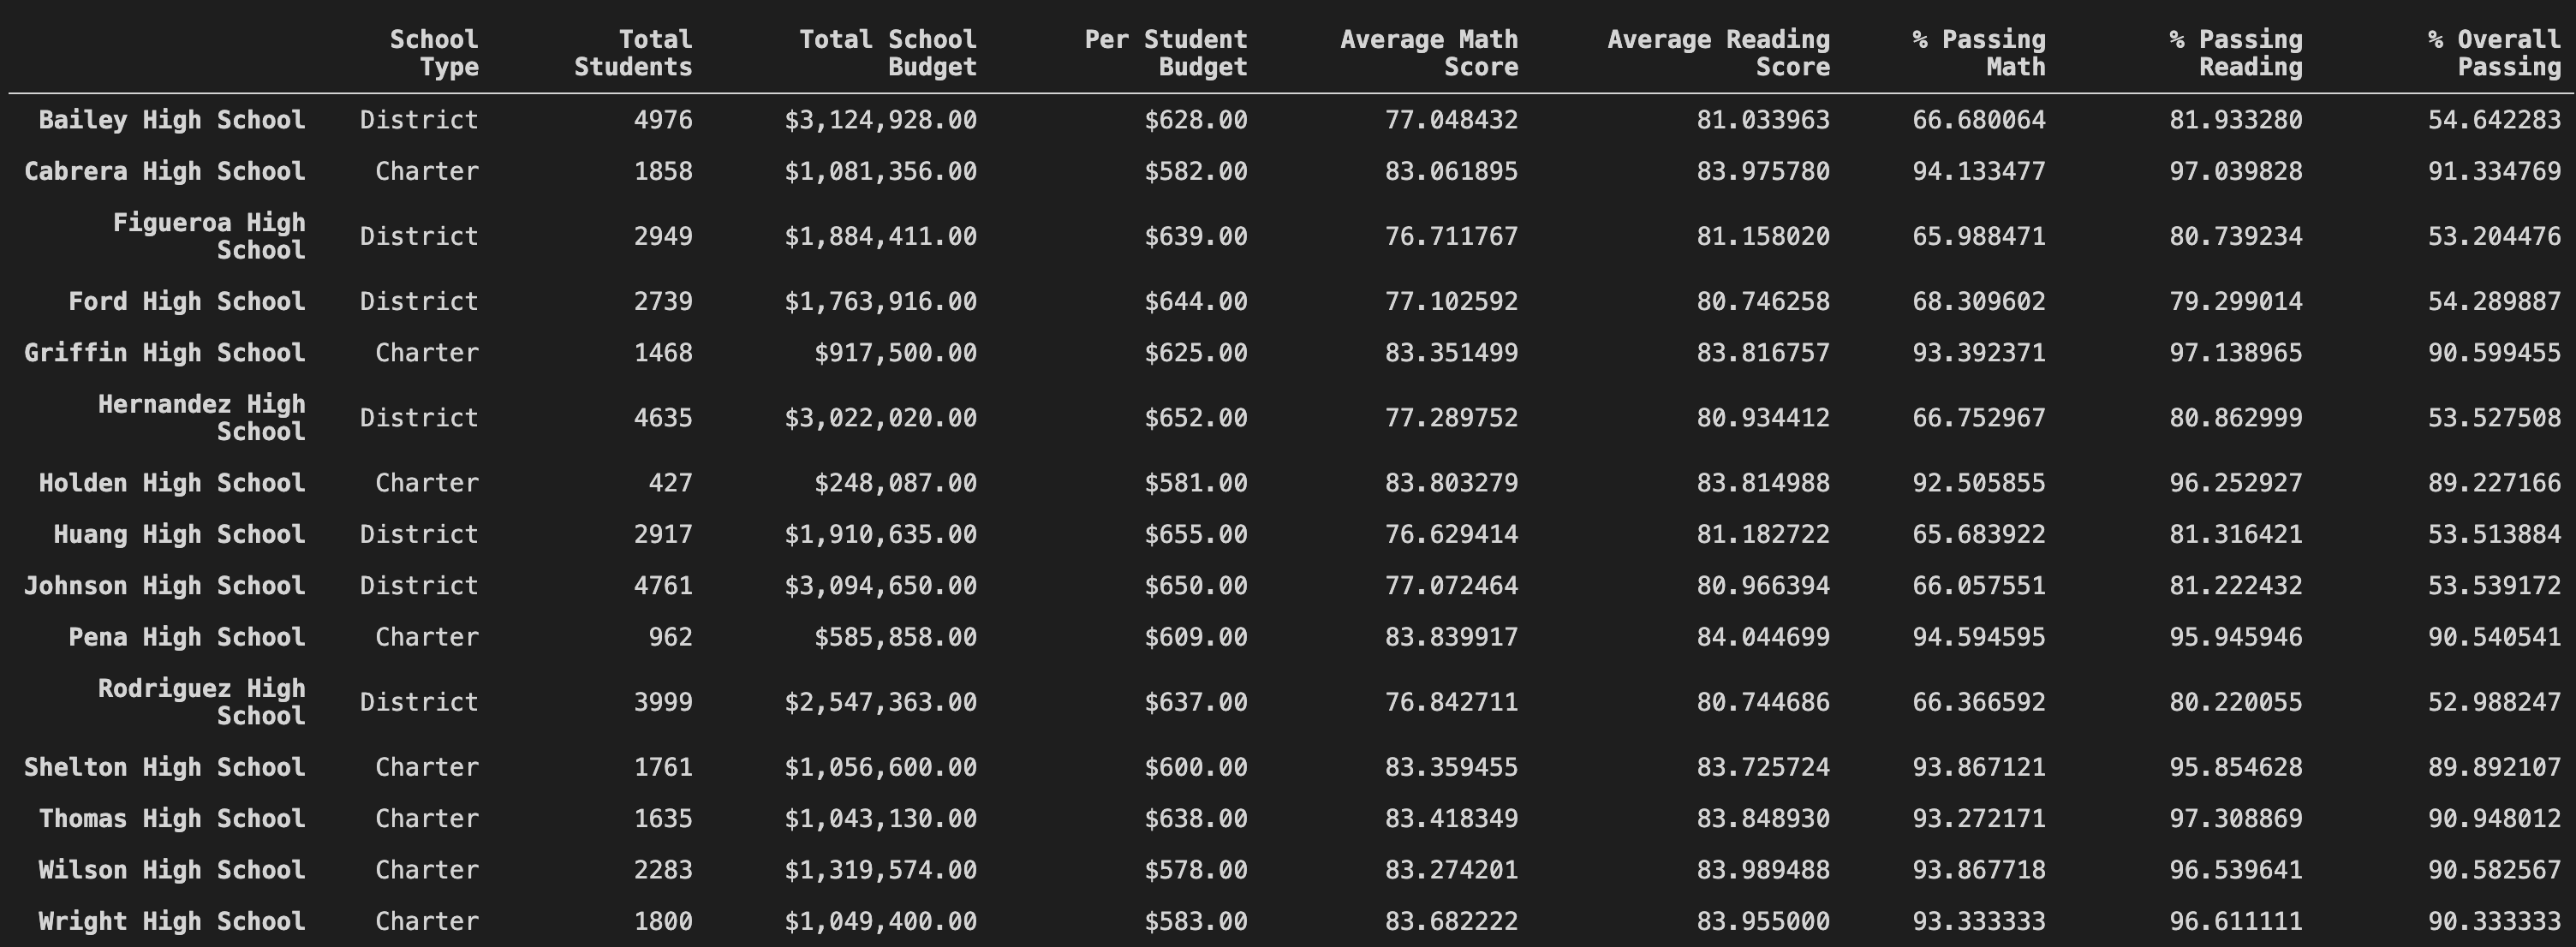 School Total Total School Per Student Average Math Average Reading % Passing % Passing % Overall
Type Students Budget Budget Score Score Math Reading Passing
Bailey High School District 4976 $3,124,928.00 $628.00 77.048432 81.033963 66.680064 81.933280 54.642283
Cabrera High School Charter 1858 $1,081,356.00 $582.00 83.061895 83.975780 94.133477 97.039828 91.334769
Figueroa High
School District 2949 $1,884,411.00 $639.00 76.711767 81.158020 65.988471 80.739234 53.204476
Ford High School District 2739 $1,763,916.00 $644.00 77.102592 80.746258 68.309602 79.299014 54.289887
Griffin High School Charter 1468 $917,500.00 $625.00 83.351499 83.816757 93.392371 97.138965 90.599455
Hernandez High
School District 4635 $3,022,020.00 $652.00 77.289752 80.934412 66.752967 80.862999 53.527508
Holden High School Charter 427 $248,087.00 $581.00 83.803279 83.814988 92.505855 96.252927 89.227166
Huang High School District 2917 $1,910,635.00 $655.00 76.629414 81.182722 65.683922 81.316421 53.513884
Johnson High School District 4761 $3,094,650.00 $650.00 77.072464 80.966394 66.057551 81.222432 53.539172
Pena High School Charter 962 $585,858.00 $609.00 83.839917 84.044699 94.594595 95.945946 90.540541
Rodriguez High
School District 3999 $2,547,363.00 $637.00 76.842711 80.744686 66.366592 80.220055 52.988247
Shelton High School Charter 1761 $1,056,600.00 $600.00 83.359455 83.725724 93.867121 95.854628 89.892107
Thomas High School Charter 1635 $1,043,130.00 $638.00 83.418349 83.848930 93.272171 97.308869 90.948012
Wilson High School Charter 2283 $1,319,574.00 $578.00 83.274201 83.989488 93.867718 96.539641 90.582567
Wright High School Charter 1800 $1,049,400.00 $583.00 83.682222 83.955000 93.333333 96.611111 90.333333